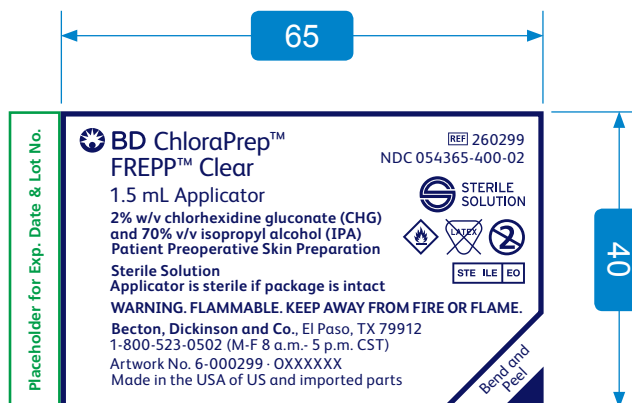 65
Placeholder for Exp. Date & Lot No.
BD ChloraPrep™
FREPP™ Clear
1.5 mL Applicator
2% w/v chlorhexidine gluconate (CHG)
and 70% v/v isopropyl alcohol (IPA)
Patient Preoperative Skin Preparation
Sterile Solution
Applicator is sterile if package is intact
WARNING. FLAMMABLE. KEEP AWAY FROM FIRE OR FLAME.
Becton, Dickinson and Co., El Paso, TX 79912
1-800-523-0502 (M-F 8 a.m.- 5 p.m. CST)
Artwork No. 6-000299 · OXXXXXX
Made in the USA of US and imported parts
REF 260299
NDC 054365-400-02
STERILE
SOLUTION
LATEX
2
STE ILE EO
Bend and
Peel
40